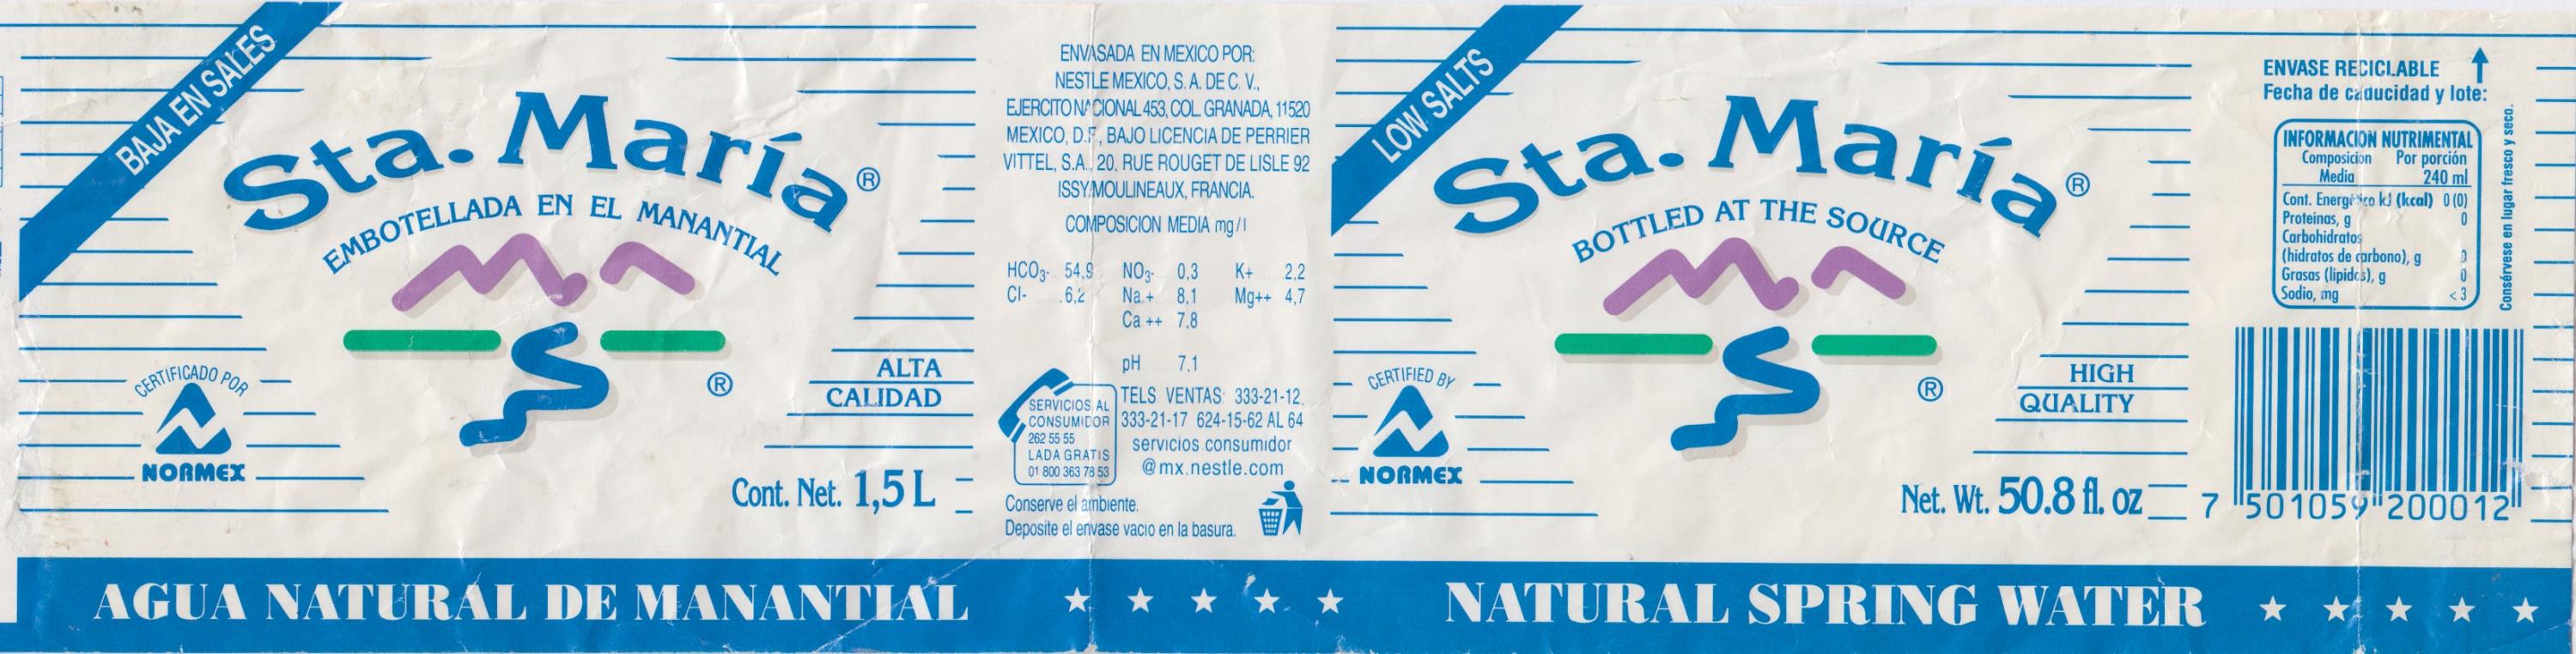 BAJA EN SALES
Sta. María®
EMBOTELLADA EN EL MANANTIAL
®
CERTIFICADO POR
NORMEX
ALTA
CALIDAD
Cont. Net. 1,5 L
AGUA NATURAL DE MANANTIAL
ENVASADA EN MEXICO POR:
NESTLE MEXICO, S. A. DE C. V.,
EJERCITO NACIONAL 453, COL. GRANADA, 11520
MEXICO, D.F., BAJO LICENCIA DE PERRIER
VITTEL, S.A., 20, RUE ROUGET DE LISLE 92
ISSY/MOULINEAUX, FRANCIA.
COMPOSICION MEDIA mg/l
HCO3- 54,9 NO3- 0,3 K+ 2,2
Cl- 6,2 Na+ 8,1 Mg++ 4,7
Ca++ 7,8
pH 7,1
SERVICIOS AL
CONSUMIDOR
262 55 55
LADA GRATIS
01 800 363 78 53
TELS VENTAS: 333-21-12,
333-21-17 624-15-62 AL 64
servicios consumidor
@mx.nestle.com
Conserve el ambiente.
Deposite el envase vacio en la basura.
LOW SALTS
Sta. María®
BOTTLED AT THE SOURCE
®
CERTIFIED BY
NORMEX
HIGH
QUALITY
Net. Wt. 50.8 fl. oz
NATURAL SPRING WATER
ENVASE RECICLABLE
Fecha de caducidad y lote:
INFORMACION NUTRIMENTAL
Composicion Por porción
Media 240 ml
Cont. Energético kJ (kcal) 0 (0)
Proteinas, g 0
Carbohidratos
(hidratos de carbono), g 0
Grasas (lípidos), g 0
Sodio, mg <3
Consérvese en lugar fresco y seco.
7 501059 200012